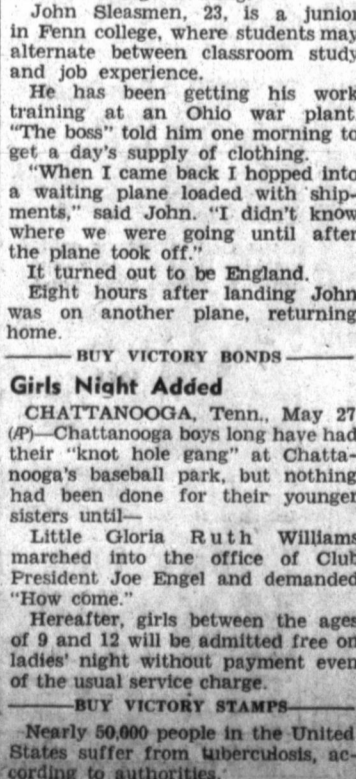 John Sleasmen, 23, is a junior
in Fenn college, where students may
alternate between classroom study
and job experience.
He has been getting his work
training at an Ohio war plant.
"The boss" told him one morning to
get a day's supply of clothing.
"When I came back I hopped into
a waiting plane loaded with ship-
ments," said John. "I didn't know
where we were going until after
the plane took off."
It turned out to be England.
Eight hours after landing John
was on another plane, returning
home.
BUY VICTORY BONDS
Girls Night Added
CHATTANOOGA, Tenn., May 27
(AP)—Chattanooga boys long have had
their "knot hole gang" at Chatta-
nooga's baseball park, but nothing
had been done for their younger
sisters until—
Little Gloria Ruth Williams
marched into the office of Club
President Joe Engel and demanded
"How come."
Hereafter, girls between the ages
of 9 and 12 will be admitted free on
ladies' night without payment even
of the usual service charge.
BUY VICTORY STAMPS
Nearly 50,000 people in the United
States suffer from tuberculosis, ac-
cording to authorities.